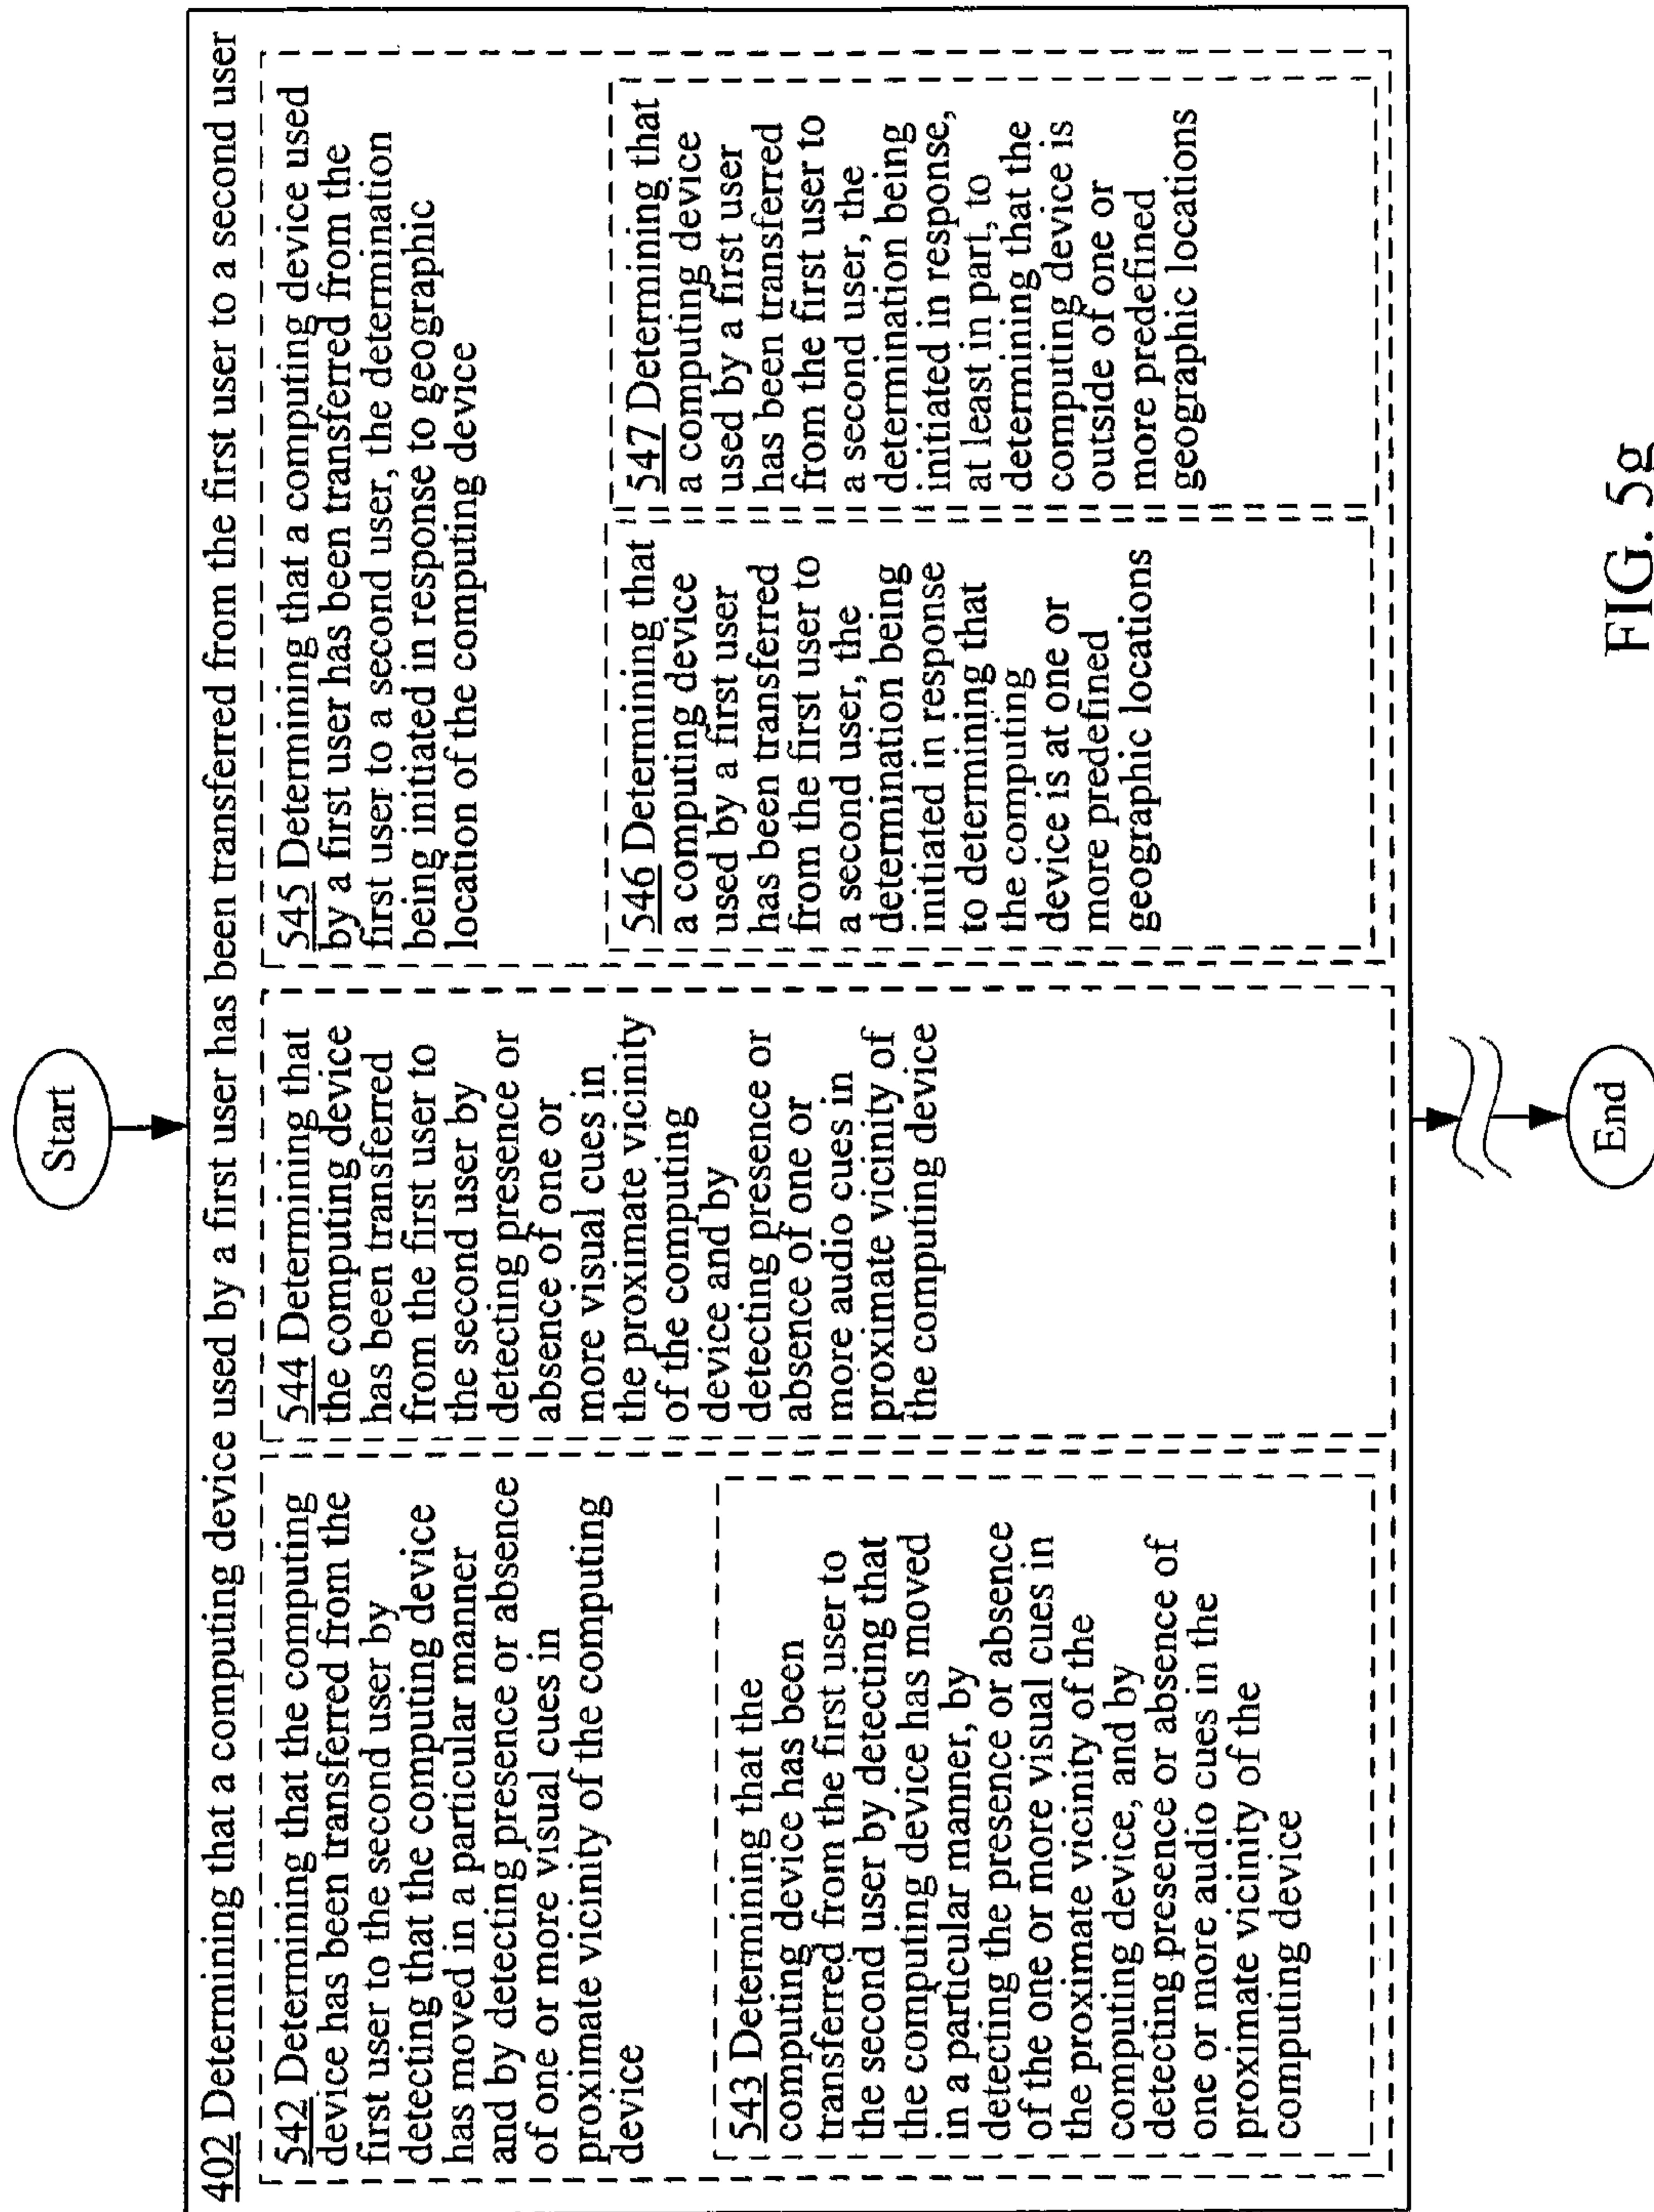 Start
402 Determining that a computing device used by a first user has been transferred from the first user to a second user
542 Determining that the computing
device has been transferred from the
first user to the second user by
detecting that the computing device
has moved in a particular manner
and by detecting presence or absence
of one or more visual cues in
proximate vicinity of the computing
device
543 Determining that the
computing device has been
transferred from the first user to
the second user by detecting that
the computing device has moved
in a particular manner, by
detecting the presence or absence
of the one or more visual cues in
the proximate vicinity of the
computing device, and by
detecting presence or absence of
one or more audio cues in the
proximate vicinity of the
computing device
544 Determining that
the computing device
has been transferred
from the first user to
the second user by
detecting presence or
absence of one or
more visual cues in
the proximate vicinity
of the computing
device and by
detecting presence or
absence of one or
more audio cues in
proximate vicinity of
the computing device
545 Determining that a computing device used
by a first user has been transferred from the
first user to a second user, the determination
being initiated in response to geographic
location of the computing device
546 Determining that
a computing device
used by a first user
has been transferred
from the first user to
a second user, the
determination being
initiated in response
to determining that
the computing
device is at one or
more predefined
geographic locations
547 Determining that
a computing device
used by a first user
has been transferred
from the first user to
a second user, the
determination being
initiated in response,
at least in part, to
determining that the
computing device is
outside of one or
more predefined
geographic locations
End
FIG. 5g